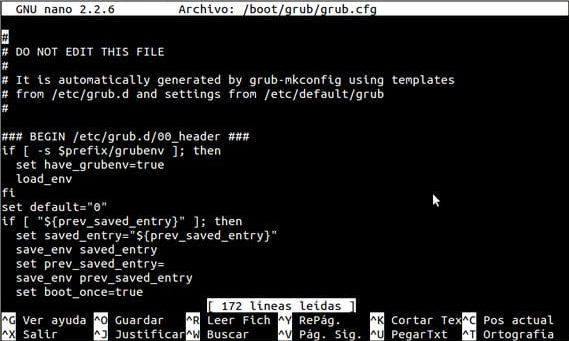 GNU nano 2.2.6 Archivo: /boot/grub/grub.cfg
#
# DO NOT EDIT THIS FILE
#
# It is automatically generated by grub-mkconfig using templates
# from /etc/grub.d and settings from /etc/default/grub
#
### BEGIN /etc/grub.d/00_header ###
if [ -s $prefix/grubenv ]; then
  set have_grubenv=true
  load_env
fi
set default="0"
if [ "${prev_saved_entry}" ]; then
  set saved_entry="${prev_saved_entry}"
  save_env saved_entry
  set prev_saved_entry=
  save_env prev_saved_entry
  set boot_once=true
[ 172 líneas leídas ]
^G Ver ayuda ^O Guardar ^R Leer Fich ^Y RePág. ^K Cortar Tex ^C Pos actual
^X Salir ^J Justificar ^W Buscar ^V Pág. Sig. ^U PegarTxt ^T Ortografía